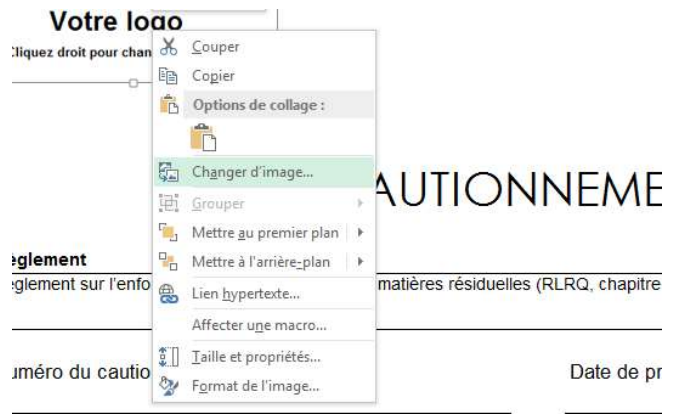 Votre logo
Cliquez droit pour chan
Couper
Copier
Options de collage :
Changer d'image...
AUTIONNEME
Grouper
Mettre au premier plan
èglement
Mettre à l'arrière-plan
èglement sur l'enfo
matières résiduelles (RLRQ, chapitre
Lien hypertexte...
Affecter une macro...
Taille et propriétés...
uméro du cautio
Date de pr
Format de l'image...